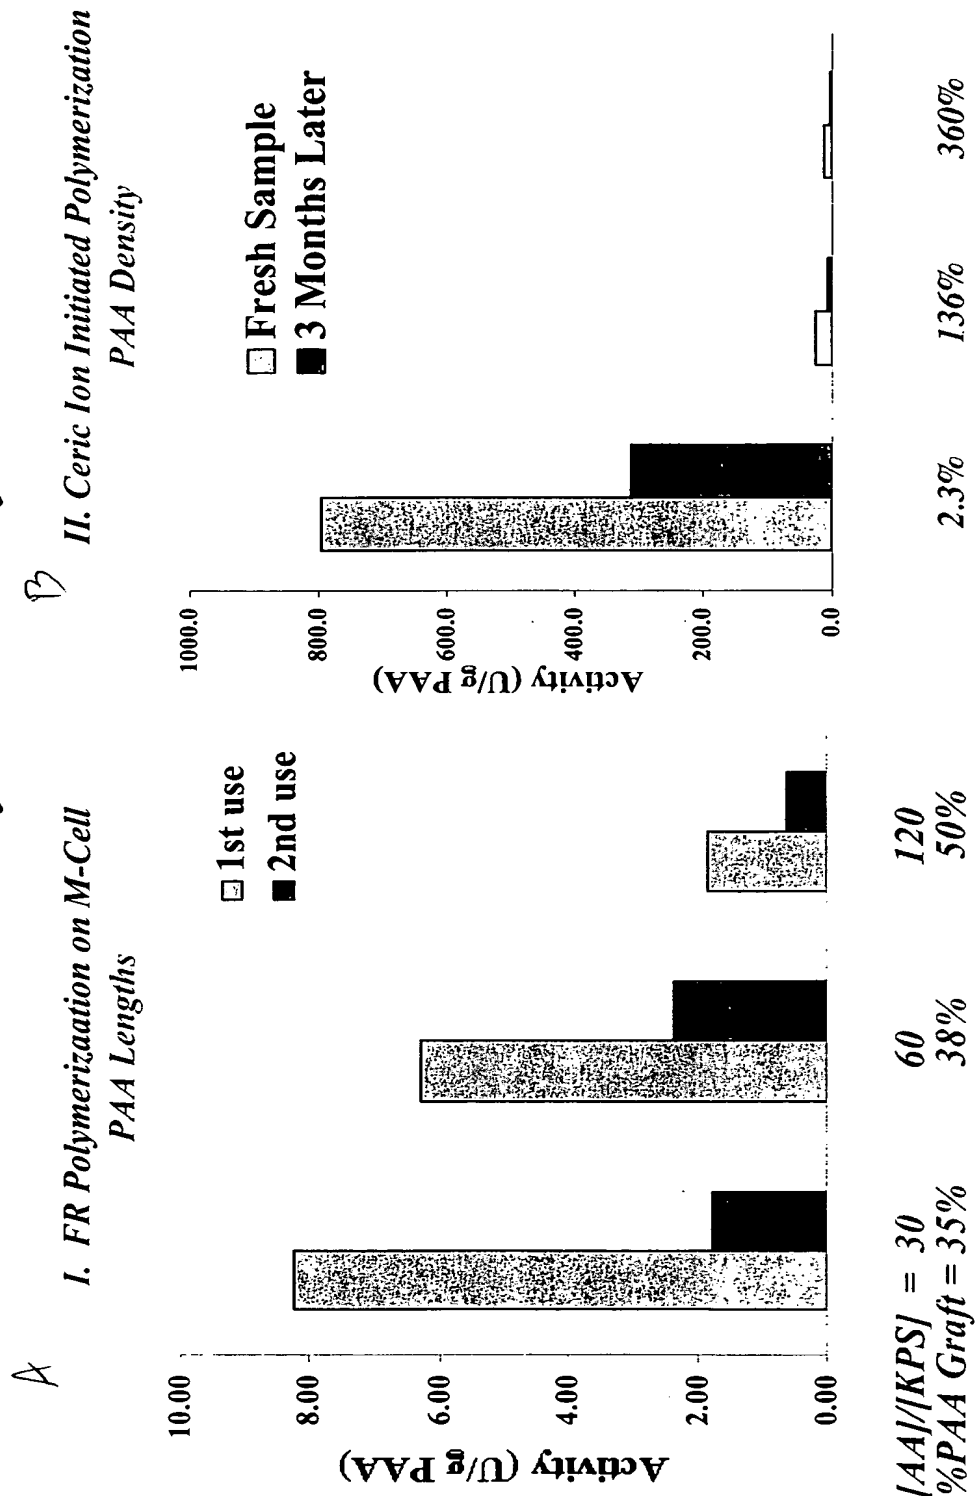 A
I. FR Polymerizaation on M-Cell
PAA Lengths
1st use
2nd use
10.00
8.00
6.00
4.00
2.00
0.00
Activity (U/g PAA)
[AA]/[KPS] = 30 60 120
%PAA Graft = 35% 38% 50%
B
II. Ceric Ion Initiated Polymerization
PAA Density
Fresh Sample
3 Months Later
1000.0
800.0
600.0
400.0
200.0
0.0
Activity (U/g PAA)
2.3% 136% 360%